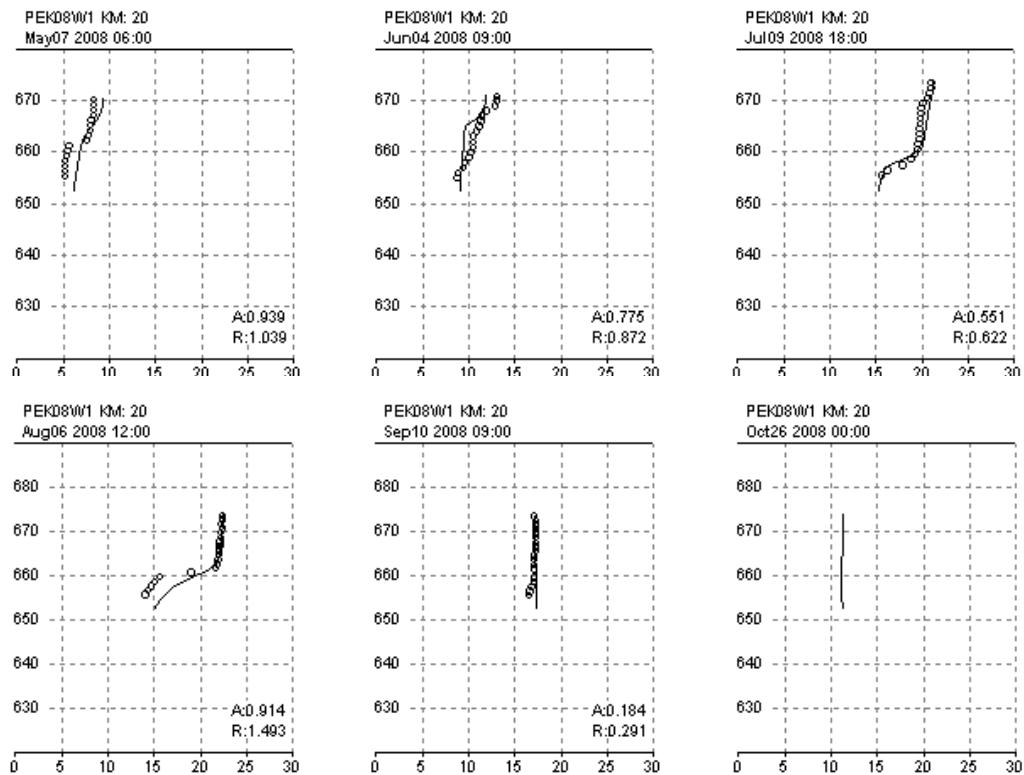 PEK08W1 KM: 20
May07 2008 06:00
670
660
650
640
630
A:0.939
R:1.039
0 5 10 15 20 25 30
PEK08W1 KM: 20
Jun04 2008 09:00
670
660
650
640
630
A:0.775
R:0.872
0 5 10 15 20 25 30
PEK08W1 KM: 20
Jul09 2008 18:00
670
660
650
640
630
A:0.551
R:0.622
0 5 10 15 20 25 30
PEK08W1 KM: 20
Aug06 2008 12:00
680
670
660
650
640
630
A:0.914
R:1.493
0 5 10 15 20 25 30
PEK08W1 KM: 20
Sep10 2008 09:00
680
670
660
650
640
630
A:0.184
R:0.291
0 5 10 15 20 25 30
PEK08W1 KM: 20
Oct26 2008 00:00
680
670
660
650
640
630
0 5 10 15 20 25 30